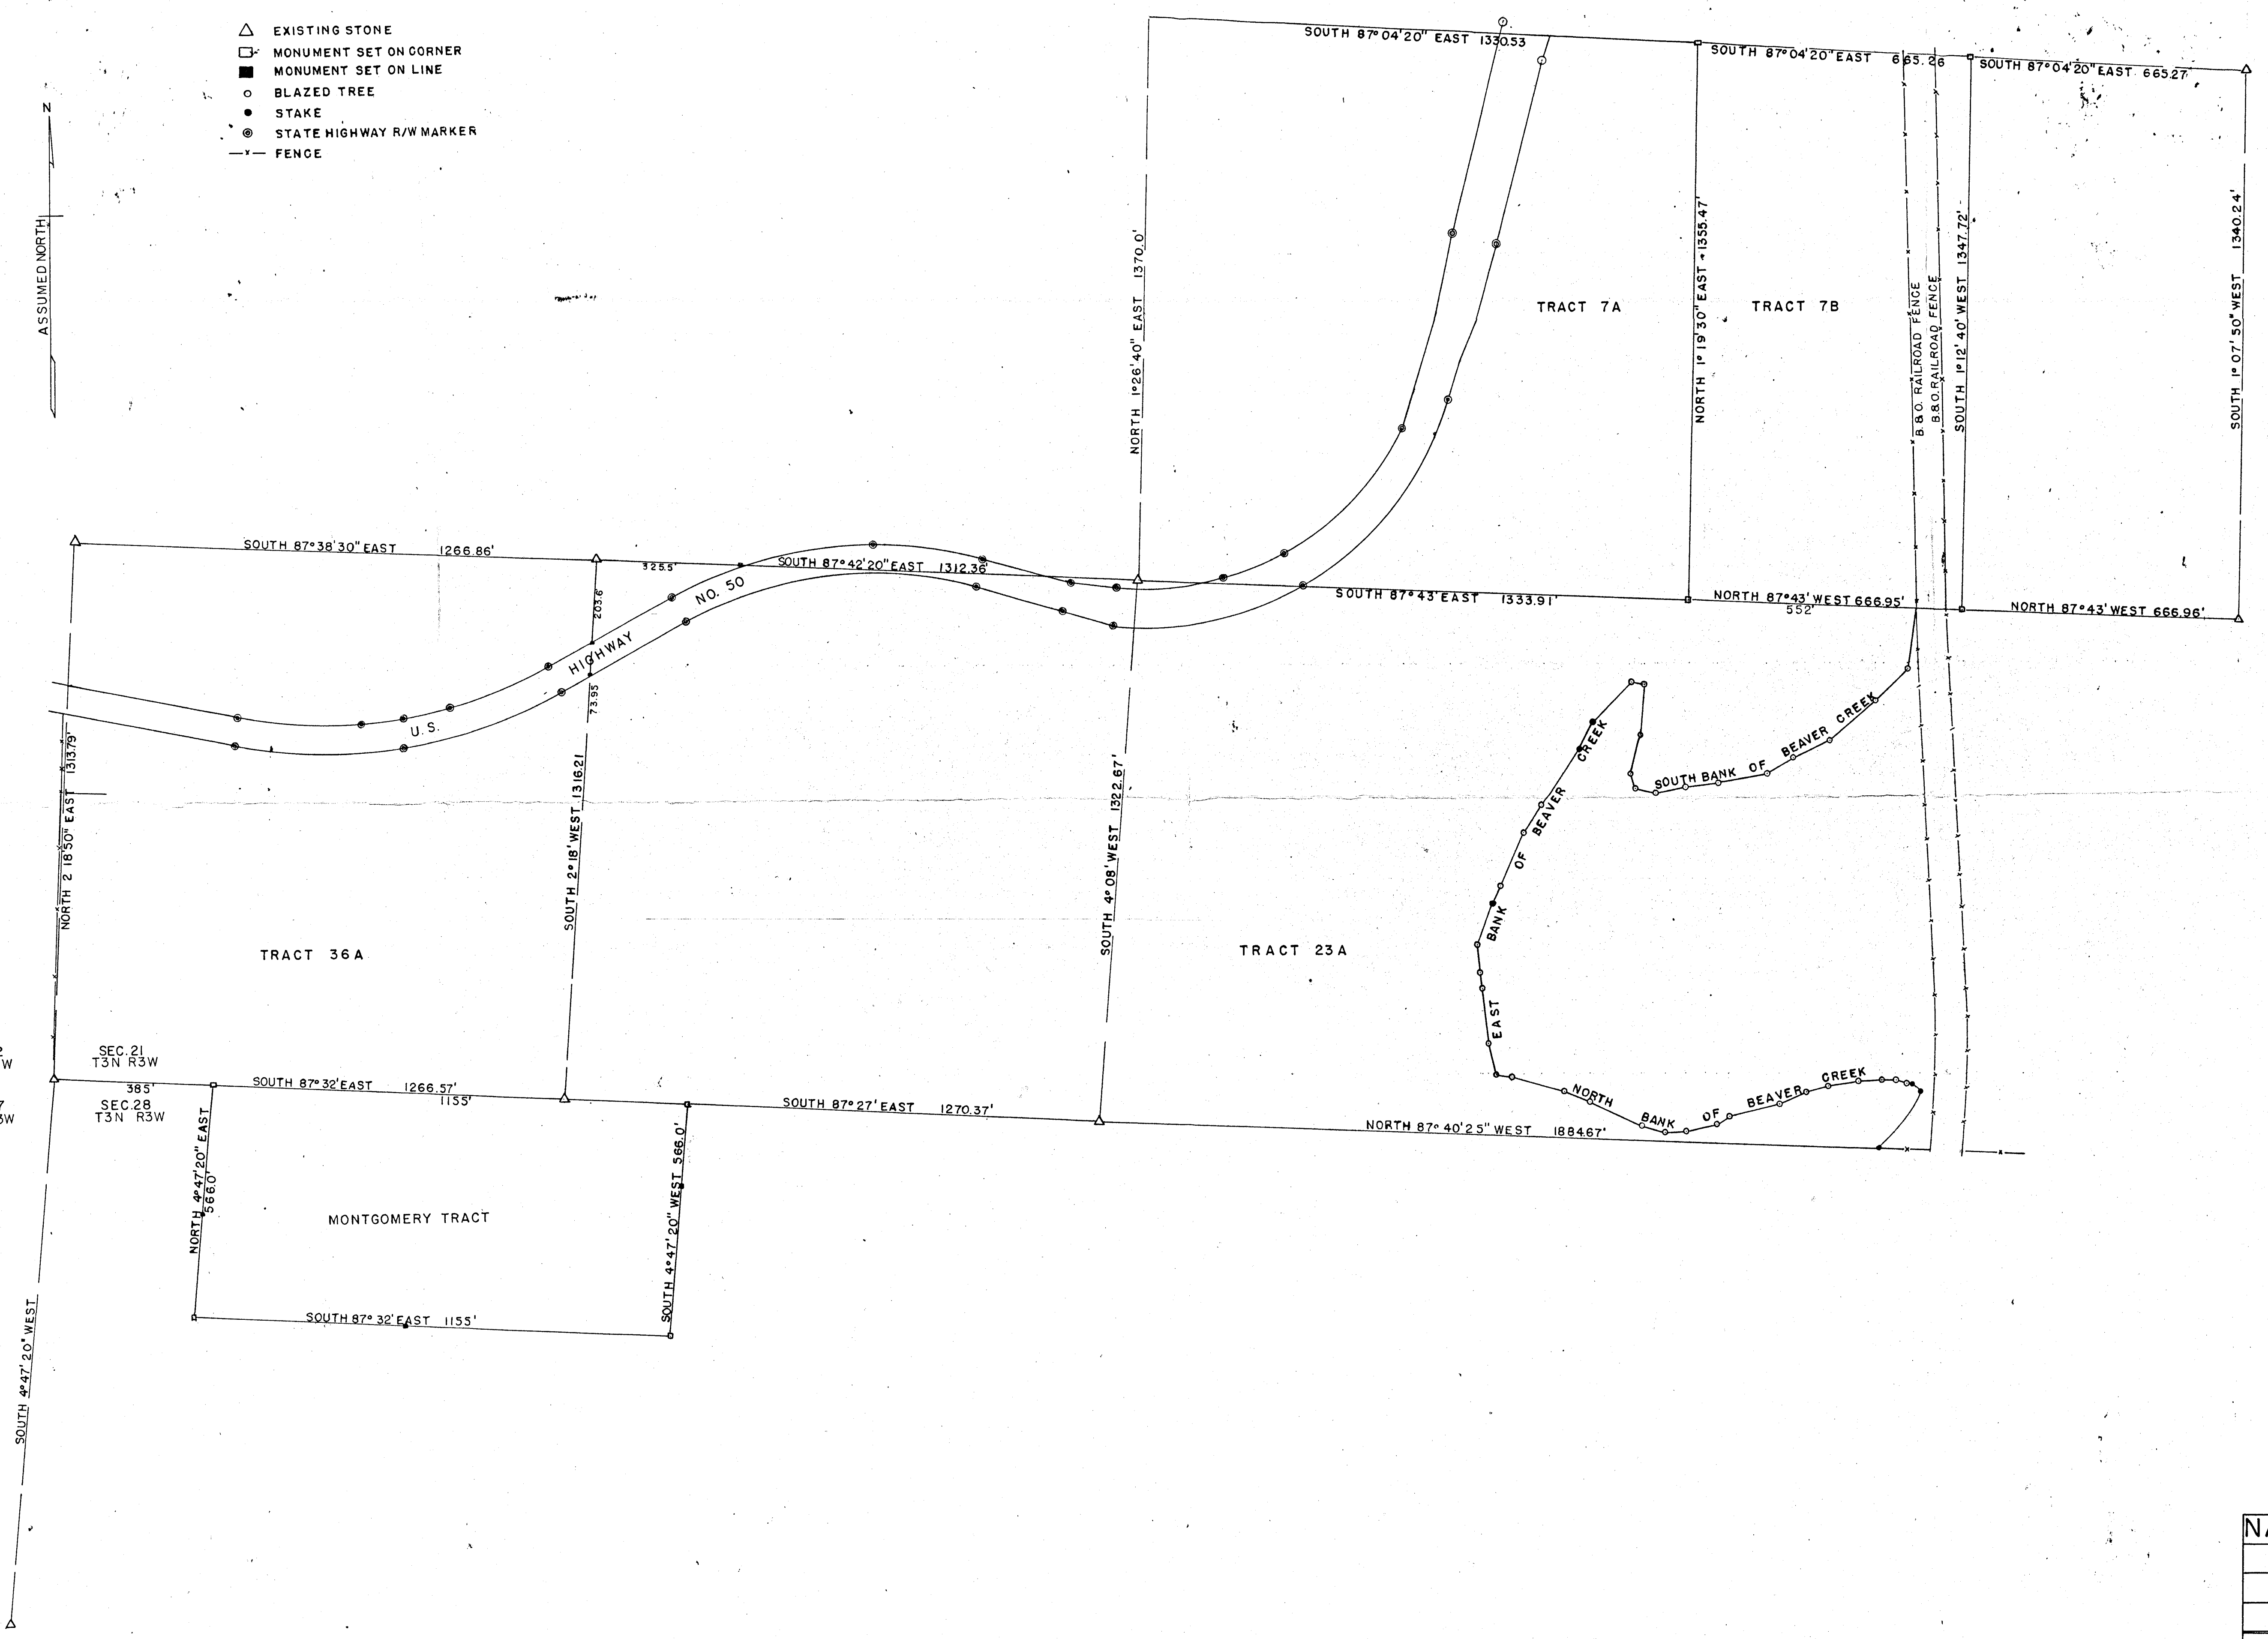 EXISTING STONE
MONUMENT SET ON CORNER
MONUMENT SET ON LINE
BLAZED TREE
STAKE
STATE HIGHWAY R/W MARKER
FENCE
N
ASSUMED NORTH
SOUTH 87°04'20" EAST 1330.53
SOUTH 87°04'20" EAST 665.26
SOUTH 87°04'20" EAST 665.27'
NORTH 1°26'40" EAST 1370.0'
TRACT 7A
NORTH 1°19'30" EAST 1355.47'
TRACT 7B
B.&O. RAILROAD FENCE
B.&O. RAILROAD FENCE
SOUTH 1°12'40" WEST 1347.72'
SOUTH 1°07'50" WEST 1340.24'
SOUTH 87°38'30" EAST 1266.86'
325.5'
SOUTH 87°42'20" EAST 1312.36'
SOUTH 87°43' EAST 1333.91'
NORTH 87°43' WEST 666.95'
552'
NORTH 87°43' WEST 666.96'
203.6'
U.S. HIGHWAY NO. 50
73.95
NORTH 2 18'50" EAST 1313.79'
SOUTH 2°18' WEST 1316.21
SOUTH 4°08' WEST 1322.67'
SOUTH BANK OF BEAVER CREEK
EAST BANK OF BEAVER CREEK
NORTH BANK OF BEAVER CREEK
TRACT 36A
TRACT 23A
SEC. 21
T3N R3W
W
385'
SOUTH 87°32' EAST 1266.57'
1155'
SOUTH 87°27' EAST 1270.37'
NORTH 87°40'25" WEST 1884.67'
SEC. 28
T3N R3W
W
NORTH 4°47'20" EAST
566.0'
MONTGOMERY TRACT
SOUTH 4°47'20" WEST 566.0'
SOUTH 87°32' EAST 1155'
SOUTH 4°47'20" WEST